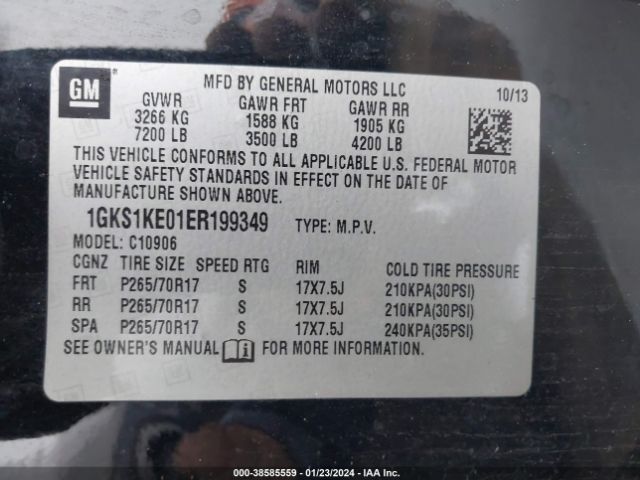 GM ®
MFD BY GENERAL MOTORS LLC
10/13
GVWR GAWR FRT GAWR RR
3266 KG 1588 KG 1905 KG
7200 LB 3500 LB 4200 LB
THIS VEHICLE CONFORMS TO ALL APPLICABLE U.S. FEDERAL MOTOR
VEHICLE SAFETY STANDARDS IN EFFECT ON THE DATE OF
MANUFACTURE SHOWN ABOVE.
1GKS1KE01ER199349 TYPE: M.P.V.
MODEL: C10906
CGNZ TIRE SIZE SPEED RTG RIM COLD TIRE PRESSURE
FRT P265/70R17 S 17X7.5J 210KPA(30PSI)
RR P265/70R17 S 17X7.5J 210KPA(30PSI)
SPA P265/70R17 S 17X7.5J 240KPA(35PSI)
SEE OWNER'S MANUAL FOR MORE INFORMATION.
000-38585559 - 01/23/2024 - IAA Inc.